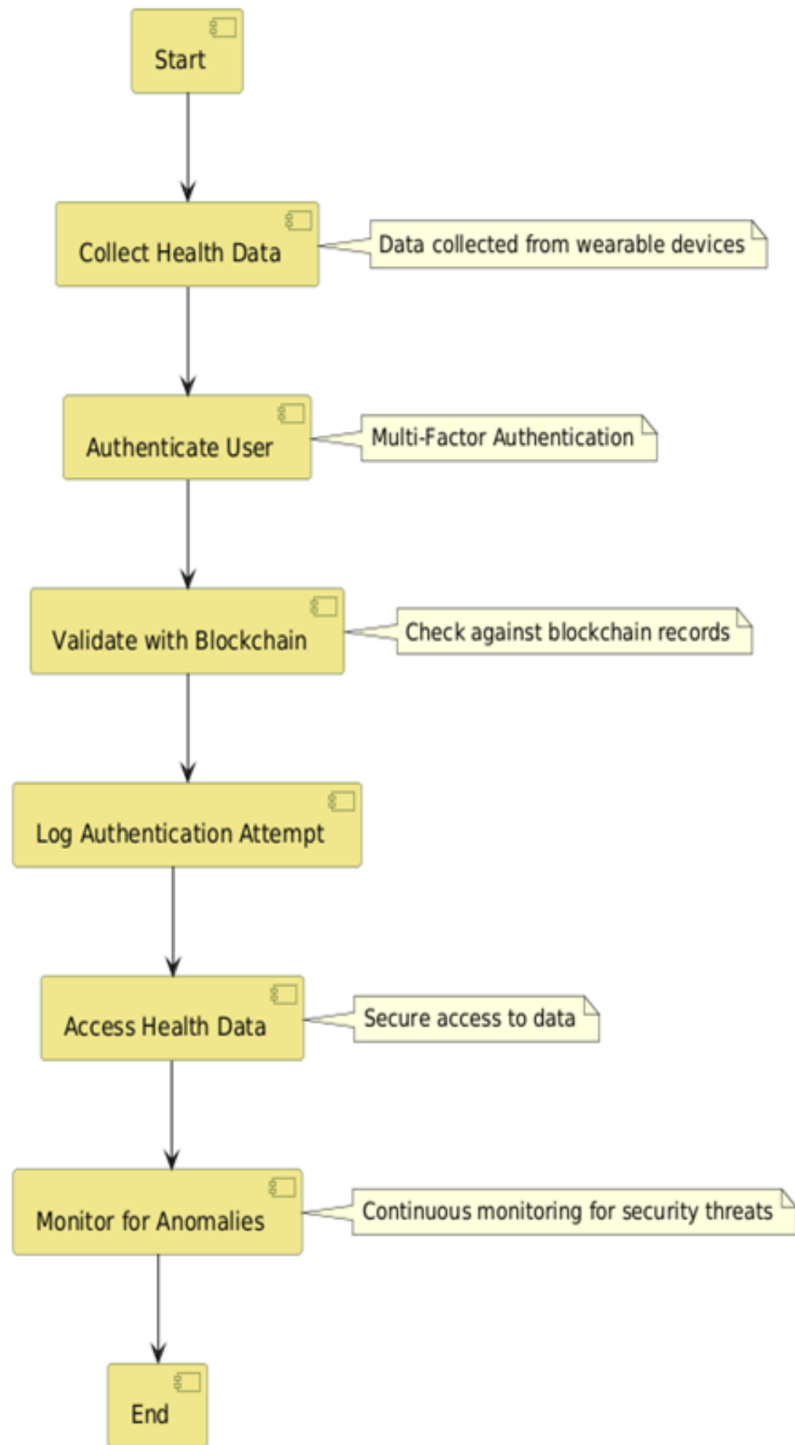 Start
Collect Health Data
Data collected from wearable devices
Authenticate User
Multi-Factor Authentication
Validate with Blockchain
Check against blockchain records
Log Authentication Attempt
Access Health Data
Secure access to data
Monitor for Anomalies
Continuous monitoring for security threats
End